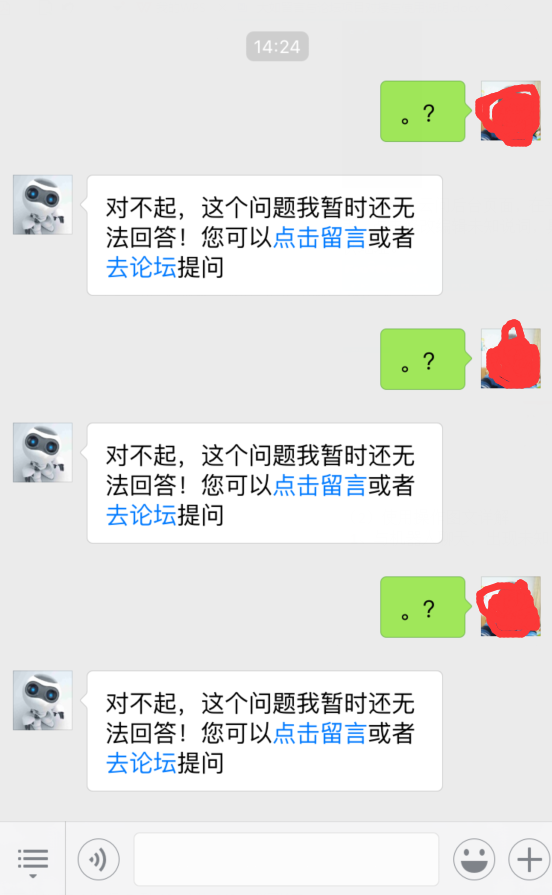 14:24
。?
对不起，这个问题我暂时还无
法回答！您可以点击留言或者
去论坛提问
。?
对不起，这个问题我暂时还无
法回答！您可以点击留言或者
去论坛提问
。?
对不起，这个问题我暂时还无
法回答！您可以点击留言或者
去论坛提问